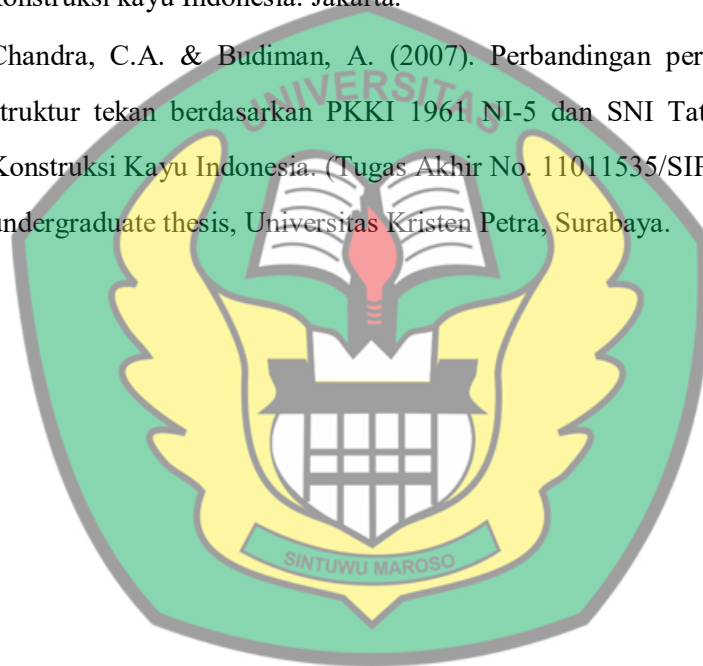 konstruksi kayu Indonesia. Jakarta.
Chandra, C.A. & Budiman, A. (2007). Perbandingan per
struktur tekan berdasarkan PKKI 1961 NI-5 dan SNI Tat
Konstruksi Kayu Indonesia. (Tugas Akhir No. 11011535/SIP
undergraduate thesis, Universitas Kristen Petra, Surabaya.
UNIVERSITAS
SINTUWU MAROSO